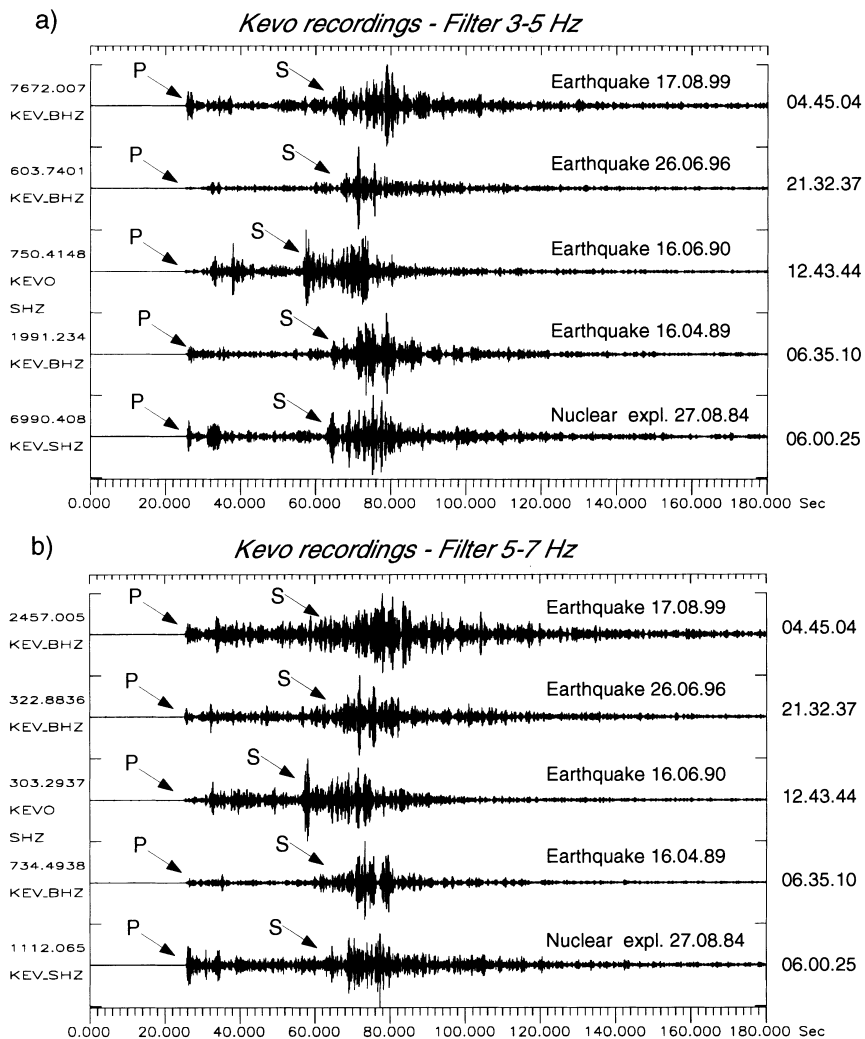 a)
Kevo recordings - Filter 3-5 Hz
P S Earthquake 17.08.99
7672.007
KEV_BHZ
04.45.04
P S Earthquake 26.06.96
603.7401
KEV_BHZ
21.32.37
P S Earthquake 16.06.90
750.4148
KEVO
SHZ
12.43.44
P S Earthquake 16.04.89
1991.234
KEV_BHZ
06.35.10
P S Nuclear expl. 27.08.84
6990.408
KEV_SHZ
06.00.25
0.000 20.000 40.000 60.000 80.000 100.000 120.000 140.000 160.000 180.000 Sec
b)
Kevo recordings - Filter 5-7 Hz
P S Earthquake 17.08.99
2457.005
KEV_BHZ
04.45.04
P S Earthquake 26.06.96
322.8836
KEV_BHZ
21.32.37
P S Earthquake 16.06.90
303.2937
KEVO
SHZ
12.43.44
P S Earthquake 16.04.89
734.4938
KEV_BHZ
06.35.10
P S Nuclear expl. 27.08.84
1112.065
KEV_SHZ
06.00.25
0.000 20.000 40.000 60.000 80.000 100.000 120.000 140.000 160.000 180.000 Sec